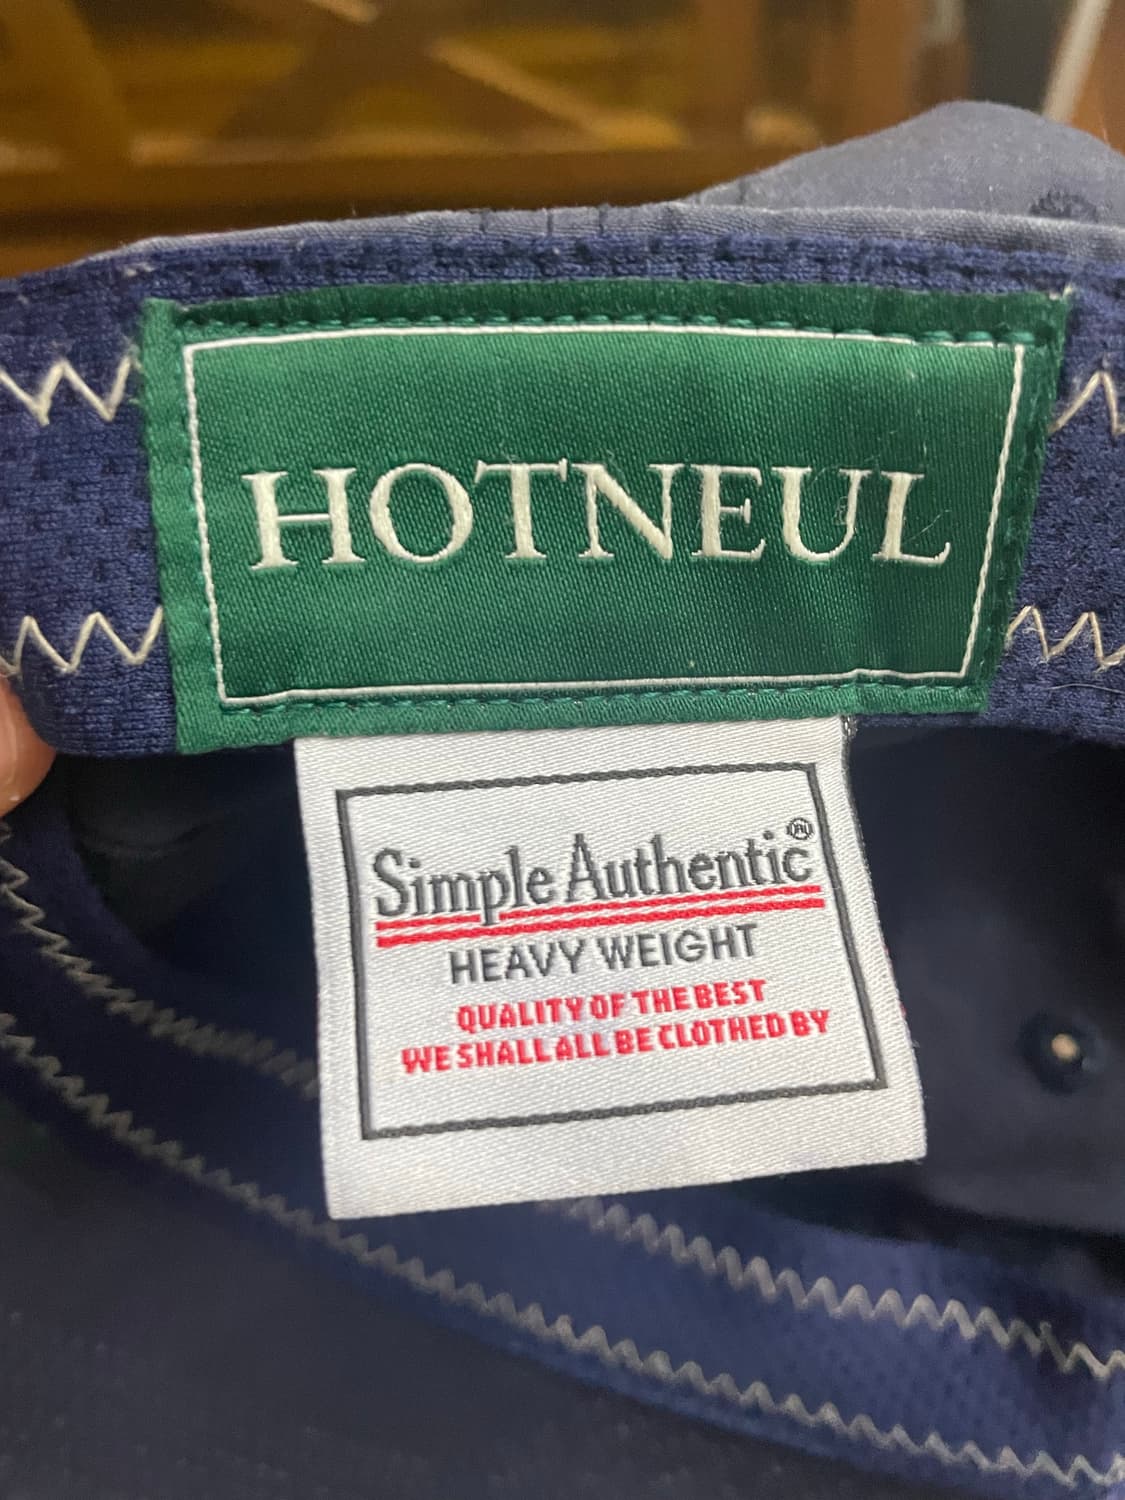 HOTNEUL
Simple Authentic®
HEAVY WEIGHT
QUALITY OF THE BEST
WE SHALL ALL BE CLOTHED BY